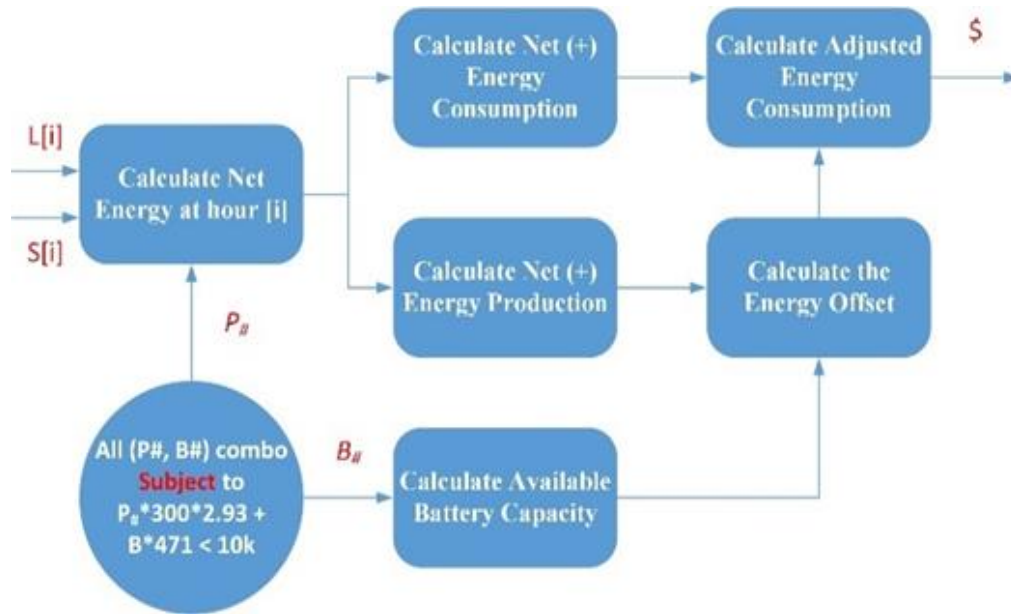 Calculate Net (+)
Energy
Consumption
Calculate Adjusted
Energy
Consumption
$
L[i]
S[i]
Calculate Net
Energy at hour [i]
Calculate Net (+)
Energy Production
Calculate the
Energy Offset
P#
All (P#, B#) combo
Subject to
P#*300*2.93 +
B*471 < 10k
B#
Calculate Available
Battery Capacity